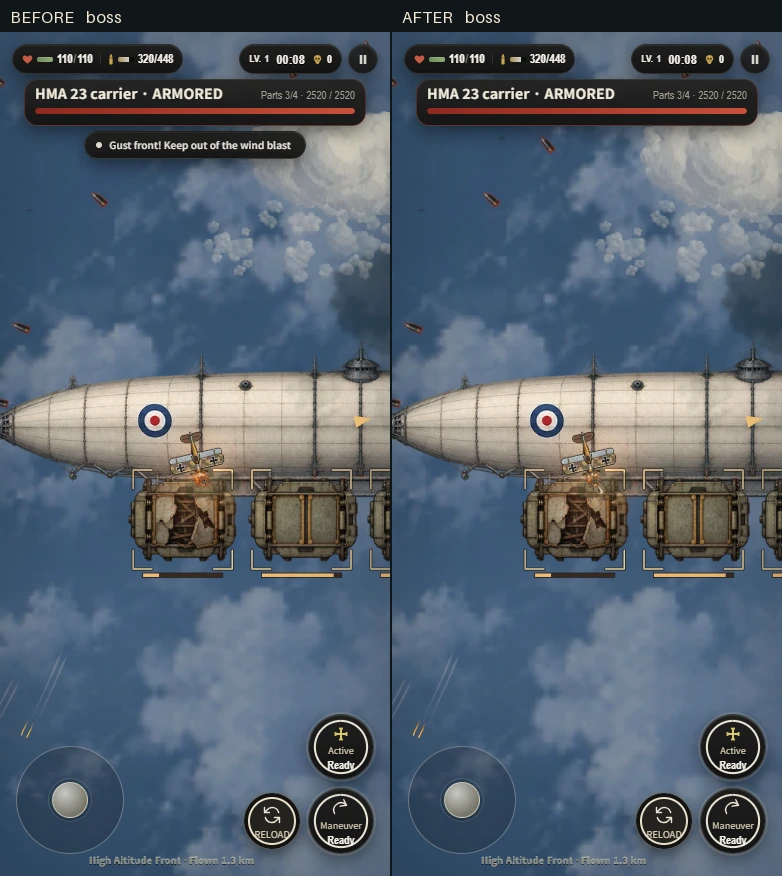 BEFORE boss
110/110 320/448 LV. 1 00:08 0
HMA 23 carrier · ARMORED Parts 3/4 · 2520 / 2520
Gust front! Keep out of the wind blast
Active
Ready
RELOAD
Maneuver
Ready
High Altitude Front · Flown 1.3 km
AFTER boss
110/110 320/448 LV. 1 00:08 0
HMA 23 carrier · ARMORED Parts 3/4 · 2520 / 2520
Active
Ready
RELOAD
Maneuver
Ready
High Altitude Front · Flown 1.3 km